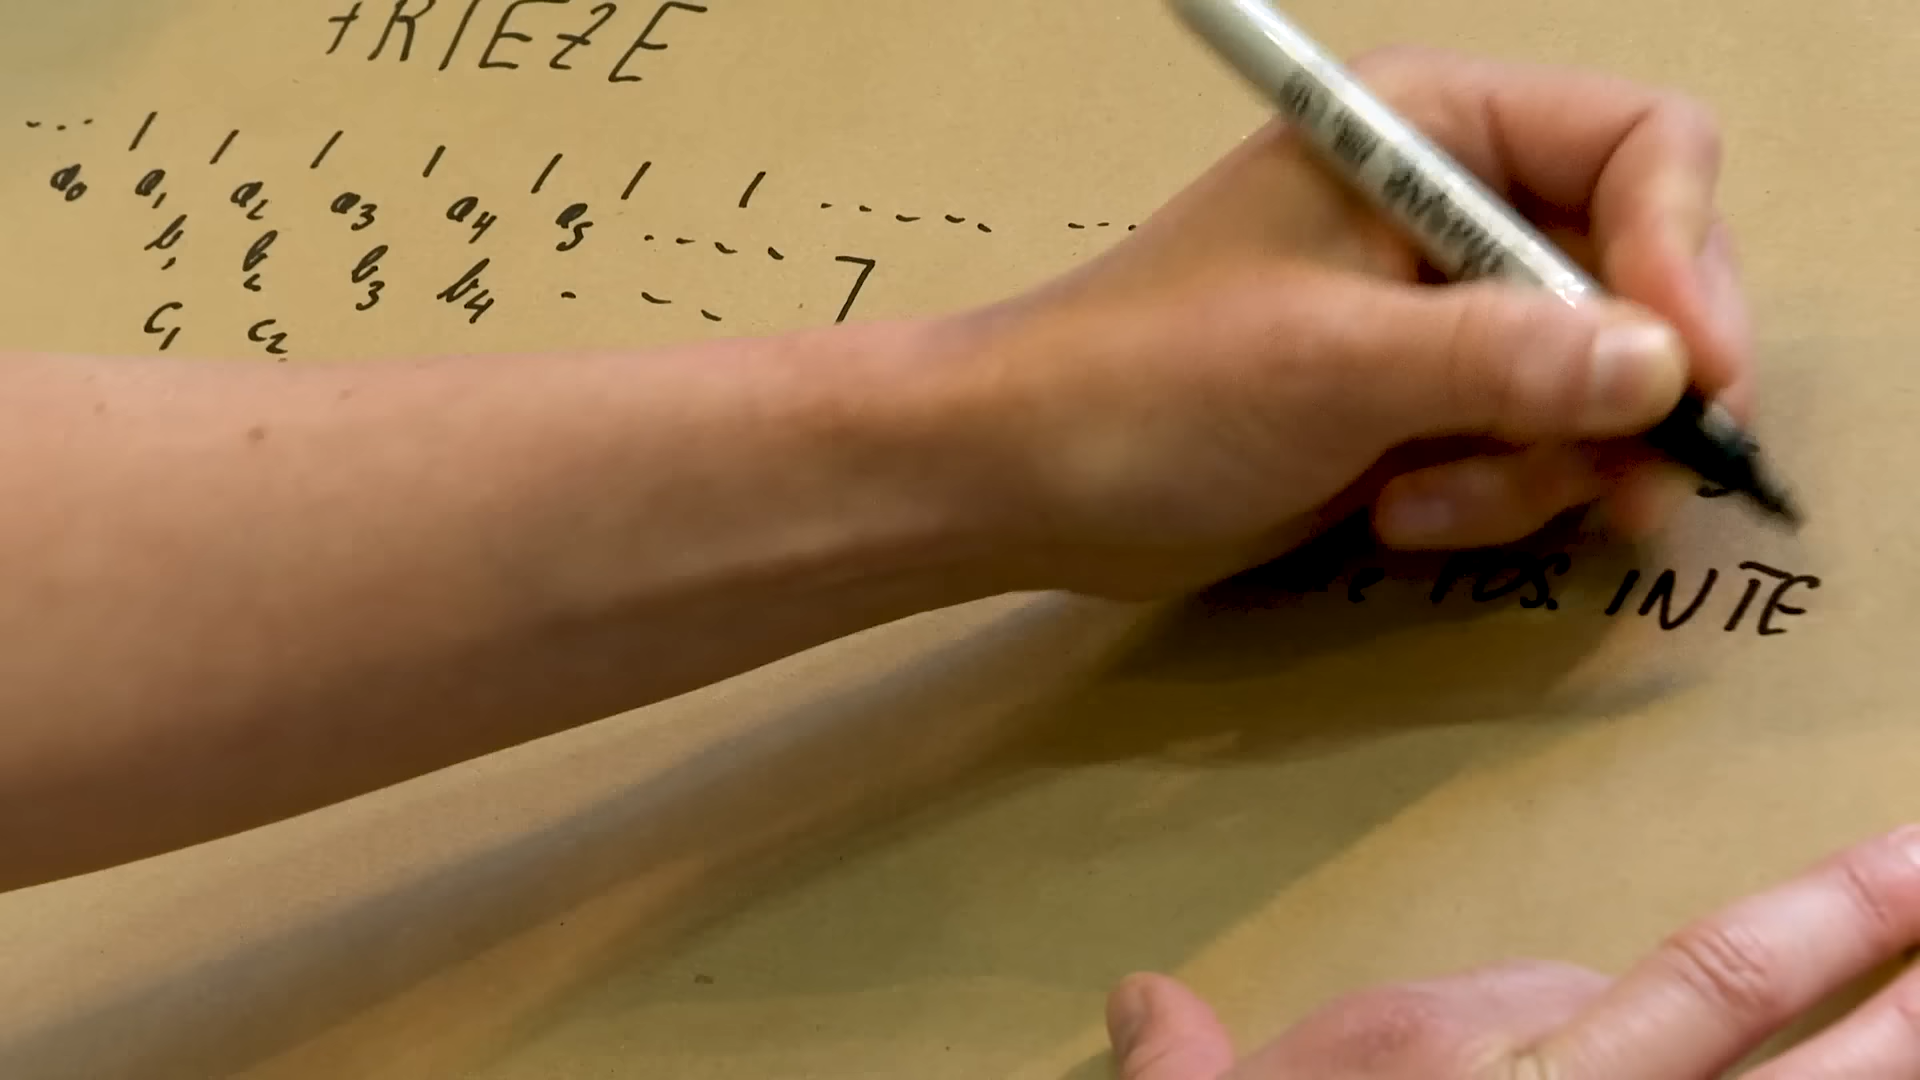 FRIEZE
... 1 1 1 1 1 1 1 ...
a₀ a₁ a₂ a₃ a₄ a₅ ...
b₁ b₂ b₃ b₄ ...
c₁ c₂
POS. INTE